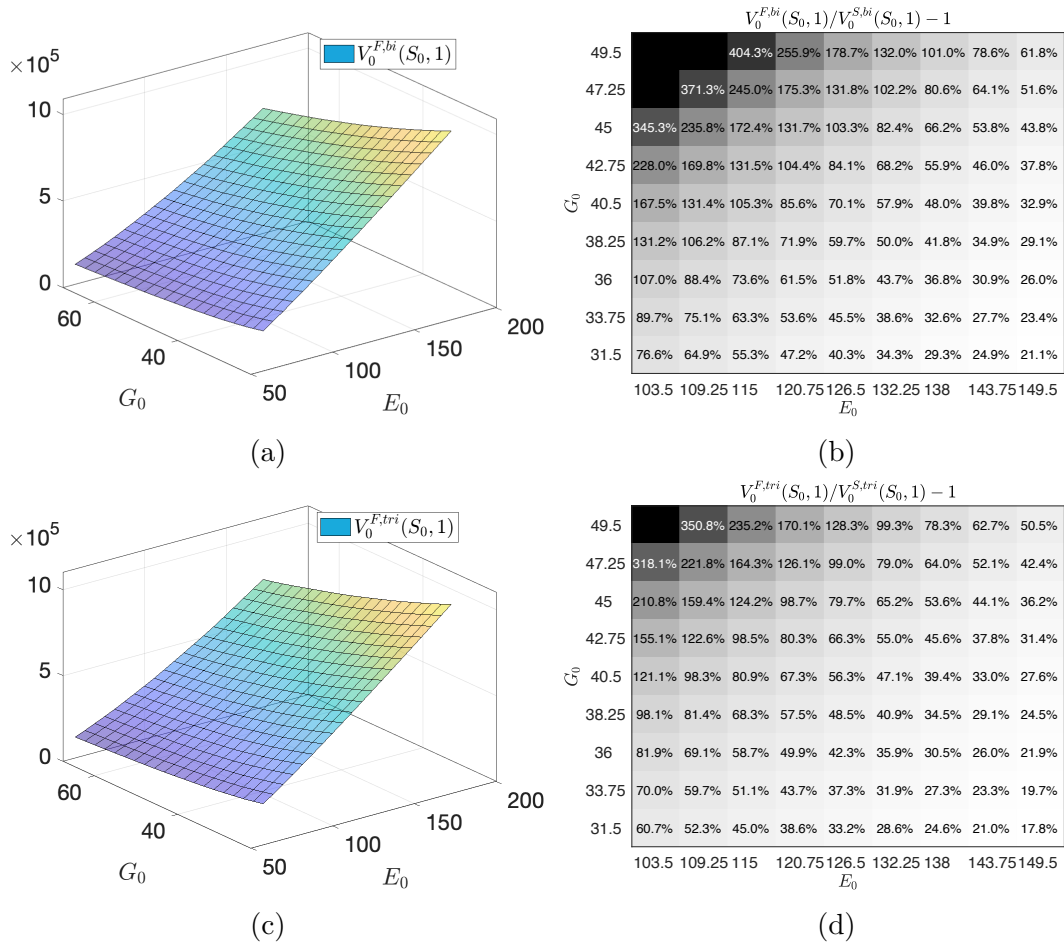 ×10^5
V_0^{F,bi}(S_0, 1)
10
5
0
60
40
50
100
150
200
G_0
E_0
(a)
V_0^{F,bi}(S_0, 1)/V_0^{S,bi}(S_0, 1) − 1
49.5 404.3% 255.9% 178.7% 132.0% 101.0% 78.6% 61.8%
47.25 371.3% 245.0% 175.3% 131.8% 102.2% 80.6% 64.1% 51.6%
45 345.3% 235.8% 172.4% 131.7% 103.3% 82.4% 66.2% 53.8% 43.8%
42.75 228.0% 169.8% 131.5% 104.4% 84.1% 68.2% 55.9% 46.0% 37.8%
40.5 167.5% 131.4% 105.3% 85.6% 70.1% 57.9% 48.0% 39.8% 32.9%
G_0
38.25 131.2% 106.2% 87.1% 71.9% 59.7% 50.0% 41.8% 34.9% 29.1%
36 107.0% 88.4% 73.6% 61.5% 51.8% 43.7% 36.8% 30.9% 26.0%
33.75 89.7% 75.1% 63.3% 53.6% 45.5% 38.6% 32.6% 27.7% 23.4%
31.5 76.6% 64.9% 55.3% 47.2% 40.3% 34.3% 29.3% 24.9% 21.1%
103.5 109.25 115 120.75 126.5 132.25 138 143.75 149.5
E_0
(b)
×10^5
V_0^{F,tri}(S_0, 1)
10
5
0
60
40
50
100
150
200
G_0
E_0
(c)
V_0^{F,tri}(S_0, 1)/V_0^{S,tri}(S_0, 1) − 1
49.5 350.8% 235.2% 170.1% 128.3% 99.3% 78.3% 62.7% 50.5%
47.25 318.1% 221.8% 164.3% 126.1% 99.0% 79.0% 64.0% 52.1% 42.4%
45 210.8% 159.4% 124.2% 98.7% 79.7% 65.2% 53.6% 44.1% 36.2%
42.75 155.1% 122.6% 98.5% 80.3% 66.3% 55.0% 45.6% 37.8% 31.4%
40.5 121.1% 98.3% 80.9% 67.3% 56.3% 47.1% 39.4% 33.0% 27.6%
G_0
38.25 98.1% 81.4% 68.3% 57.5% 48.5% 40.9% 34.5% 29.1% 24.5%
36 81.9% 69.1% 58.7% 49.9% 42.3% 35.9% 30.5% 26.0% 21.9%
33.75 70.0% 59.7% 51.1% 43.7% 37.3% 31.9% 27.3% 23.3% 19.7%
31.5 60.7% 52.3% 45.0% 38.6% 33.2% 28.6% 24.6% 21.0% 17.8%
103.5 109.25 115 120.75 126.5 132.25 138 143.75 149.5
E_0
(d)